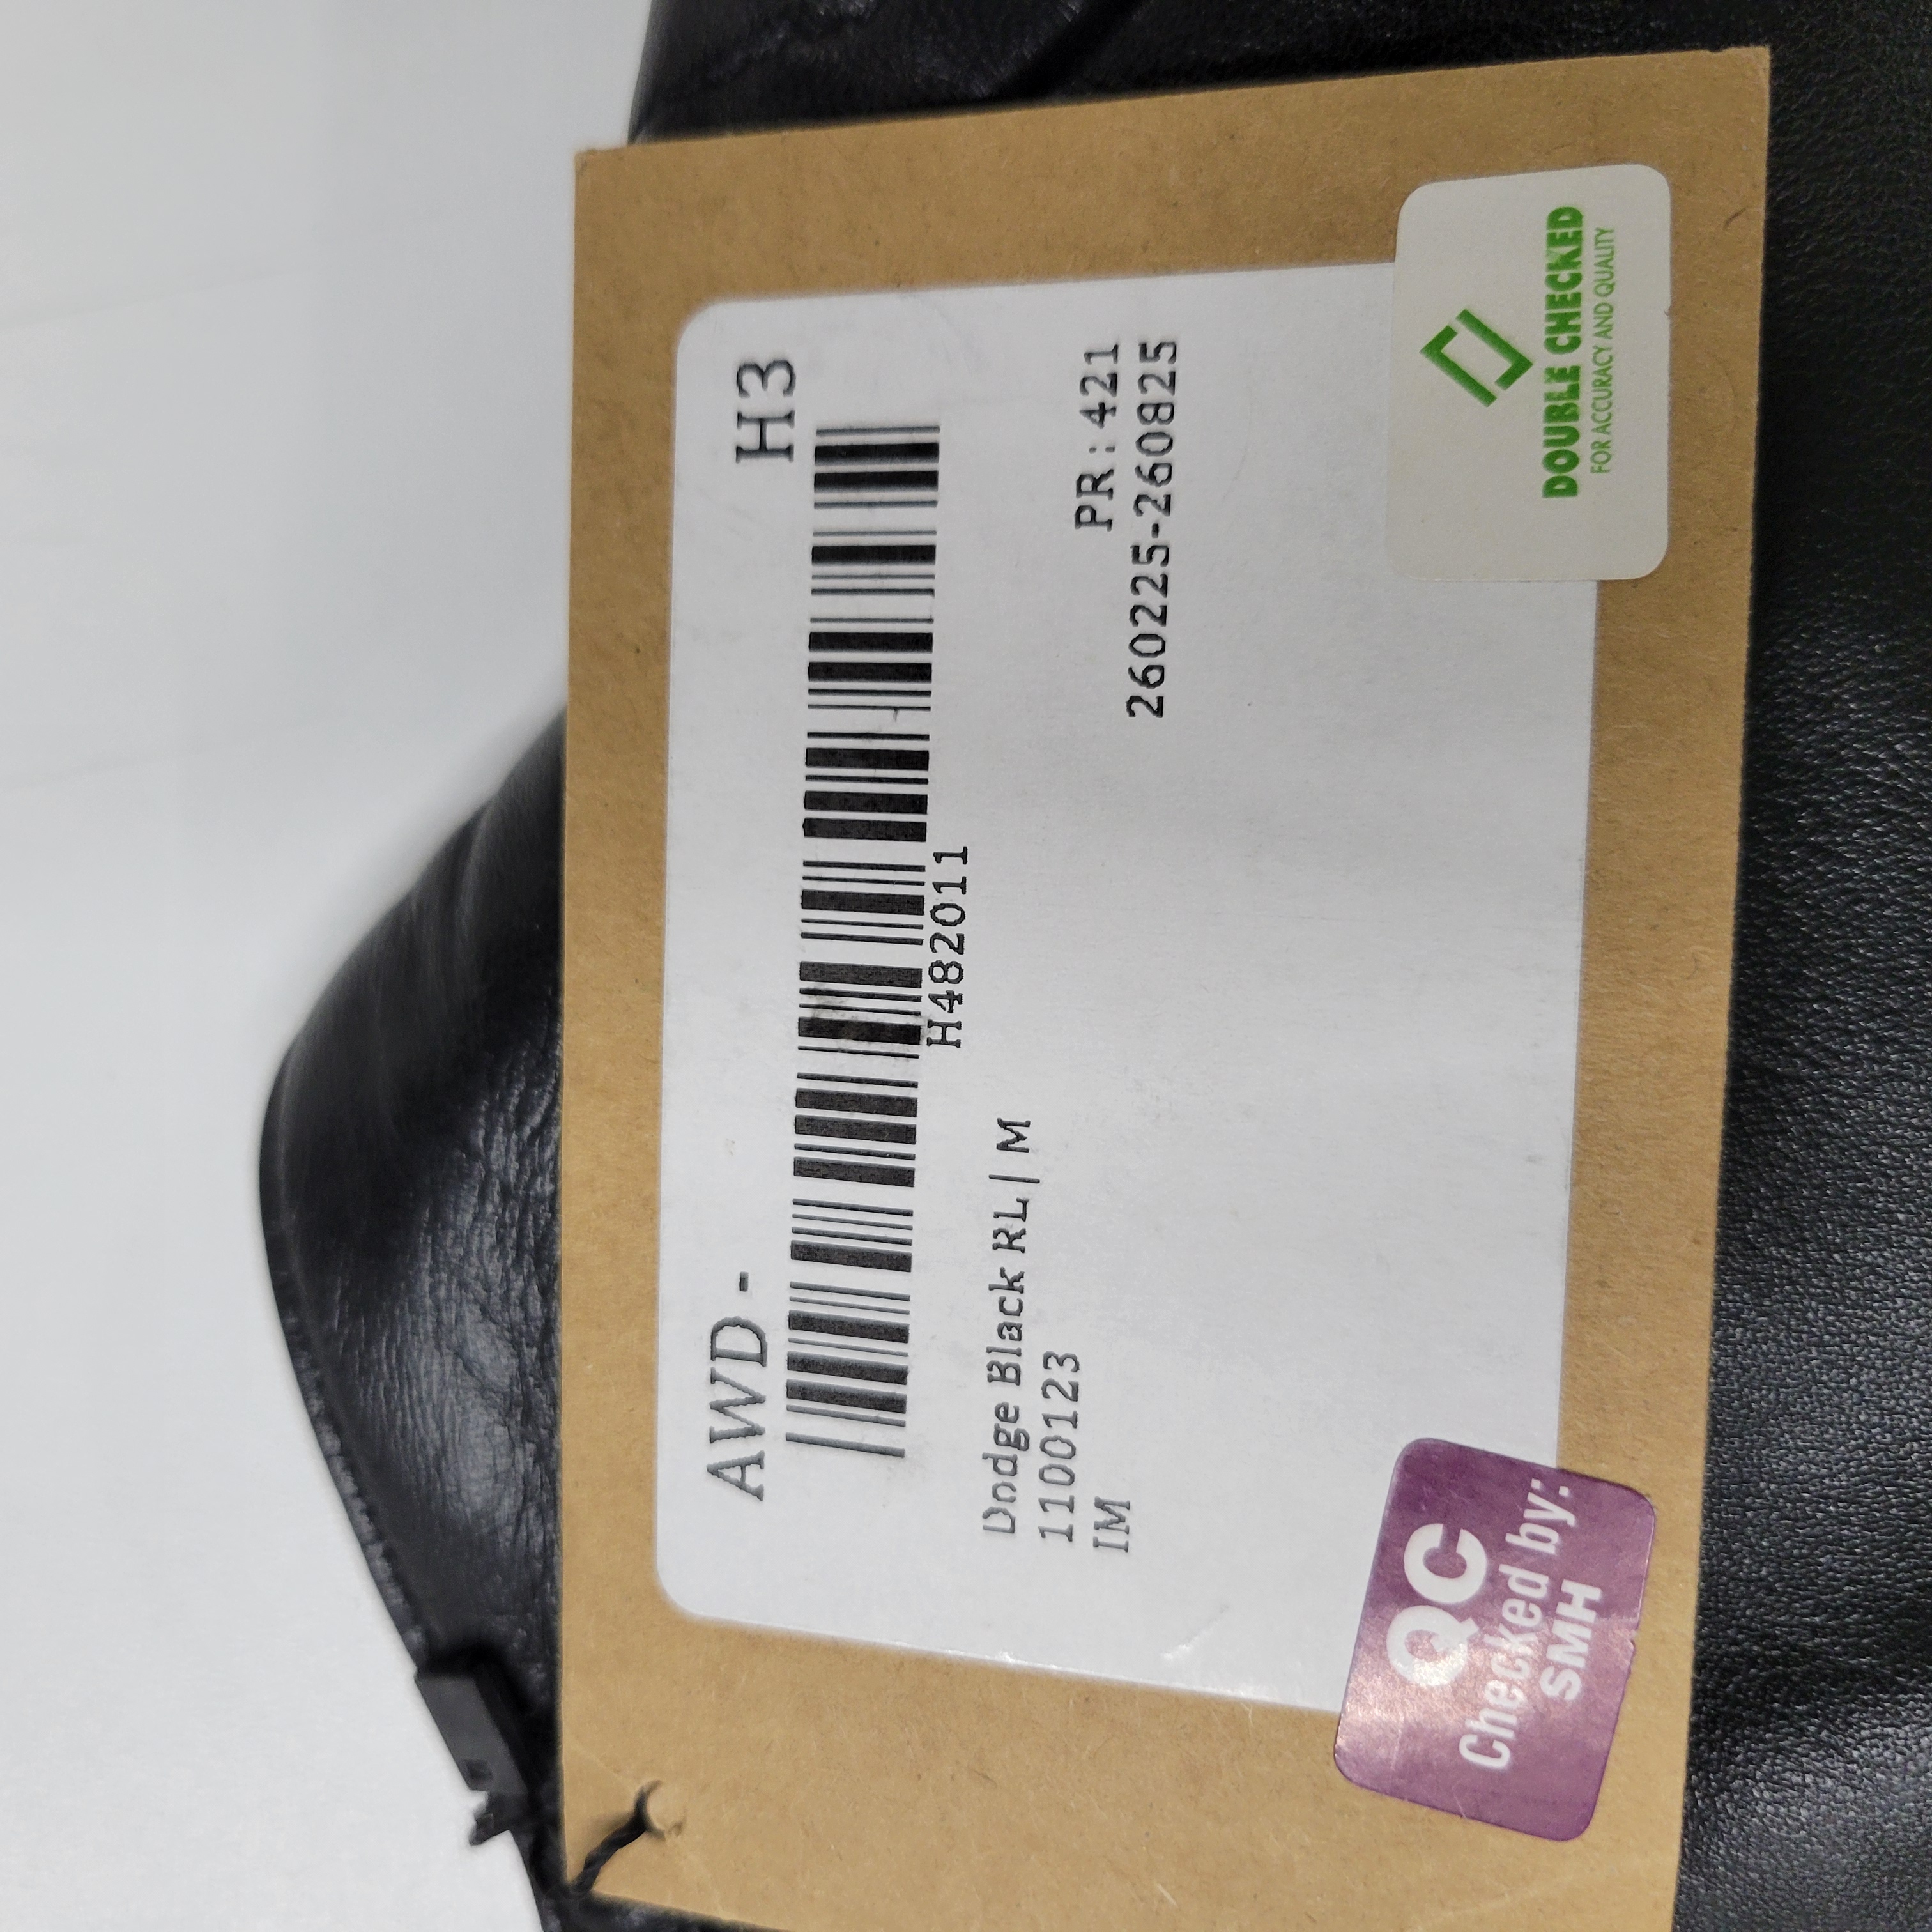 AWD -
H3
H482011
Dodge Black RL| M
1100123
IM
PR:421
260225-260825
QC
Checked by:
SMH
DOUBLE CHECKED
FOR ACCURACY AND QUALITY